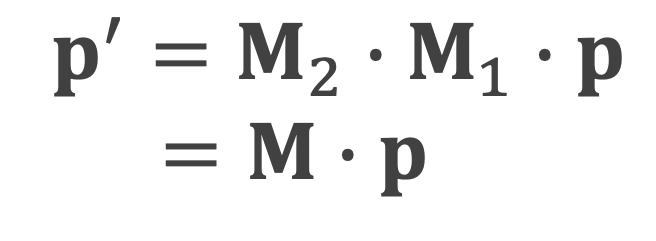 p′ = M₂ · M₁ · p
= M · p